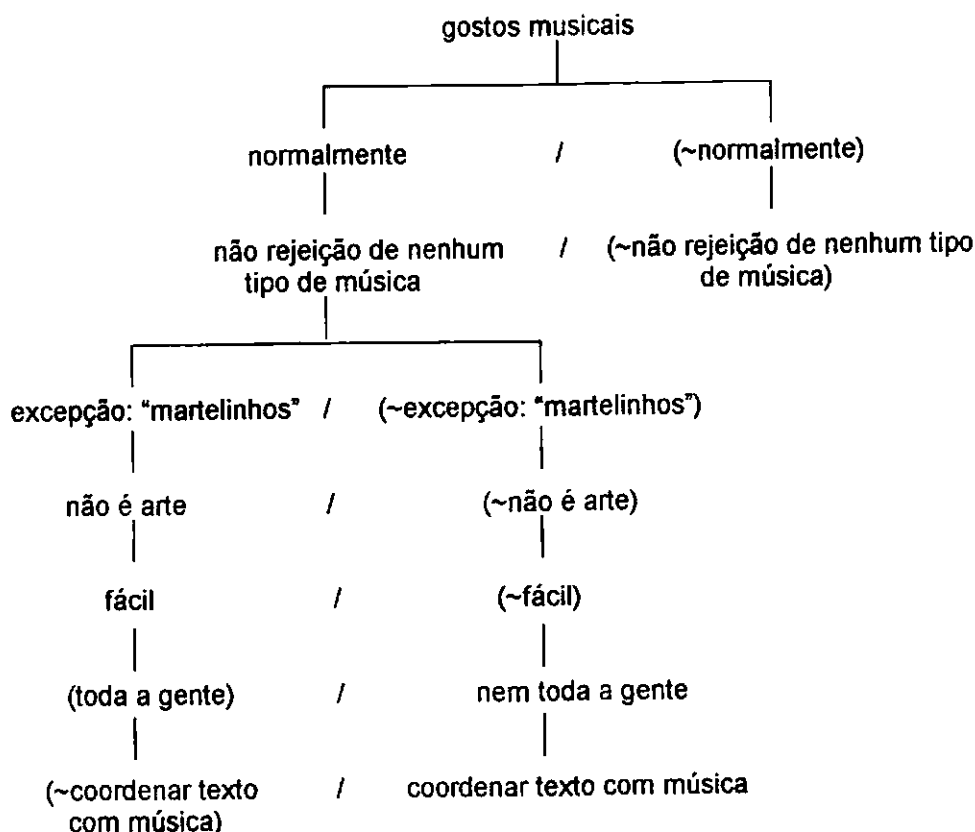 gostos musicais
normalmente / (~normalmente)
não rejeição de nenhum / (~não rejeição de nenhum tipo
tipo de música de música)
excepção: “martelinhos” / (~excepção: “martelinhos”)
não é arte / (~não é arte)
fácil / (~fácil)
(toda a gente) / nem toda a gente
(~coordenar texto / coordenar texto com música
com música)